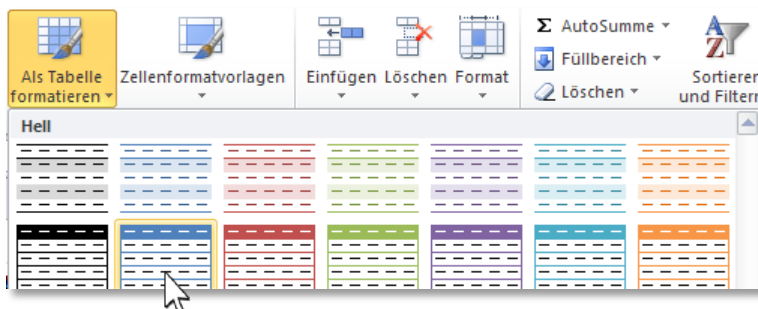 Als Tabelle
formatieren
Zellenformatvorlagen
Einfügen
Löschen
Format
Σ AutoSumme
Füllbereich
Löschen
Sortieren
und Filtern
Hell